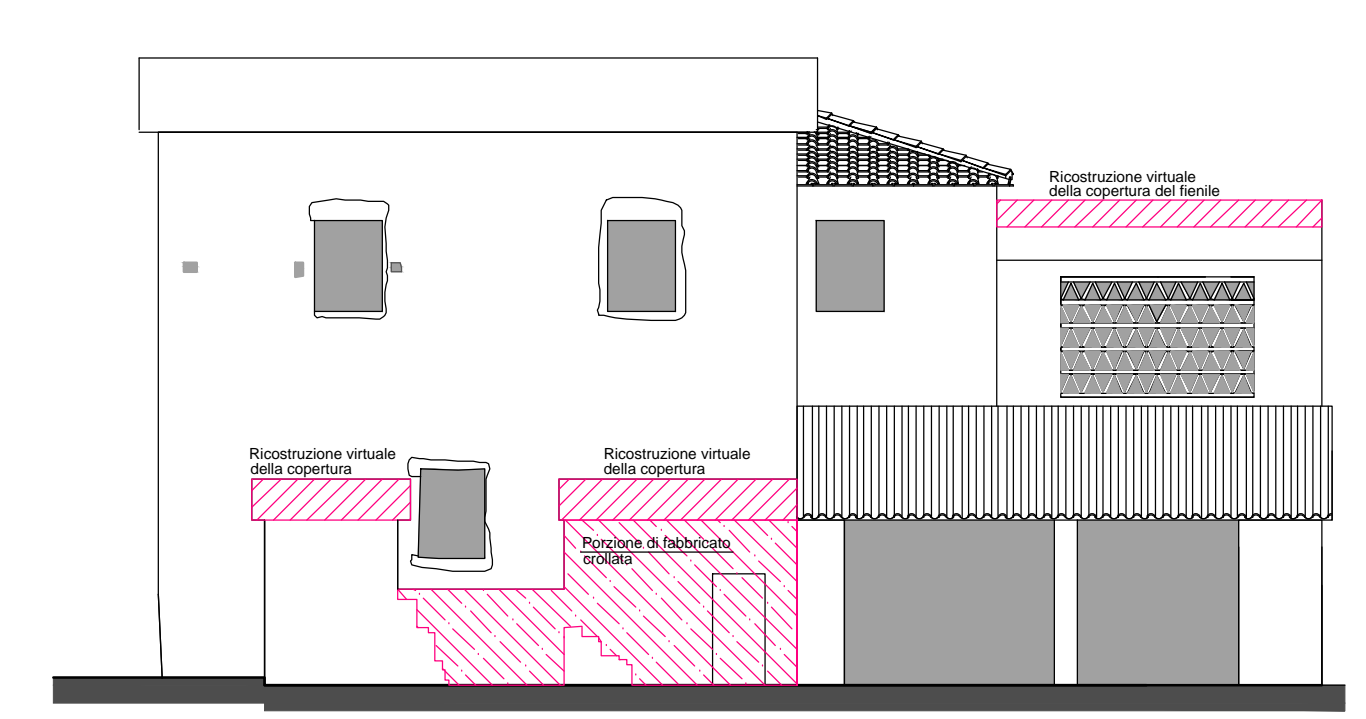 Ricostruzione virtuale
della copertura del fienile
Ricostruzione virtuale
della copertura
Ricostruzione virtuale
della copertura
Porzione di fabbricato
crollata